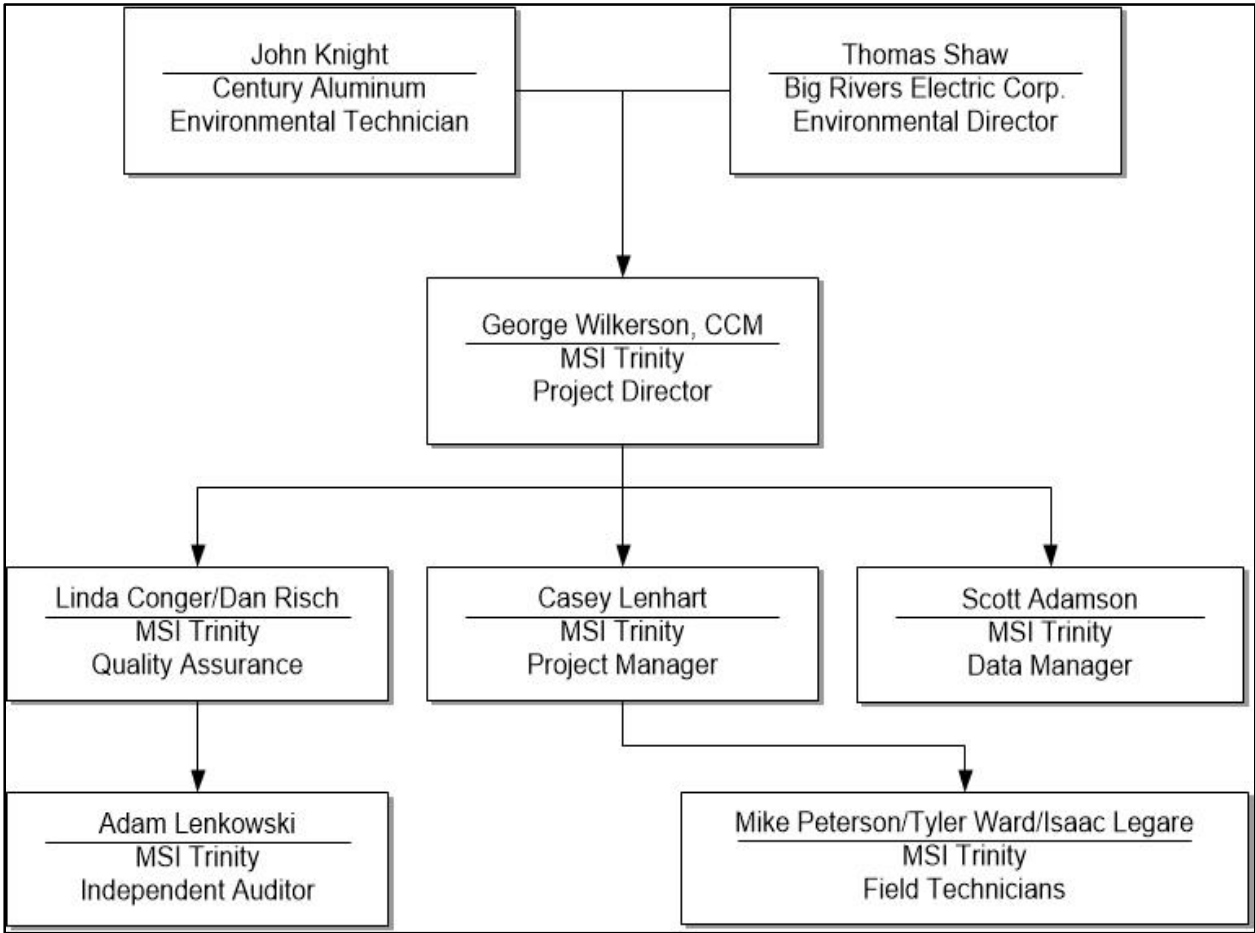 John Knight
Century Aluminum
Environmental Technician
Thomas Shaw
Big Rivers Electric Corp.
Environmental Director
George Wilkerson, CCM
MSI Trinity
Project Director
Linda Conger/Dan Risch
MSI Trinity
Quality Assurance
Casey Lenhart
MSI Trinity
Project Manager
Scott Adamson
MSI Trinity
Data Manager
Adam Lenkowski
MSI Trinity
Independent Auditor
Mike Peterson/Tyler Ward/Isaac Legare
MSI Trinity
Field Technicians